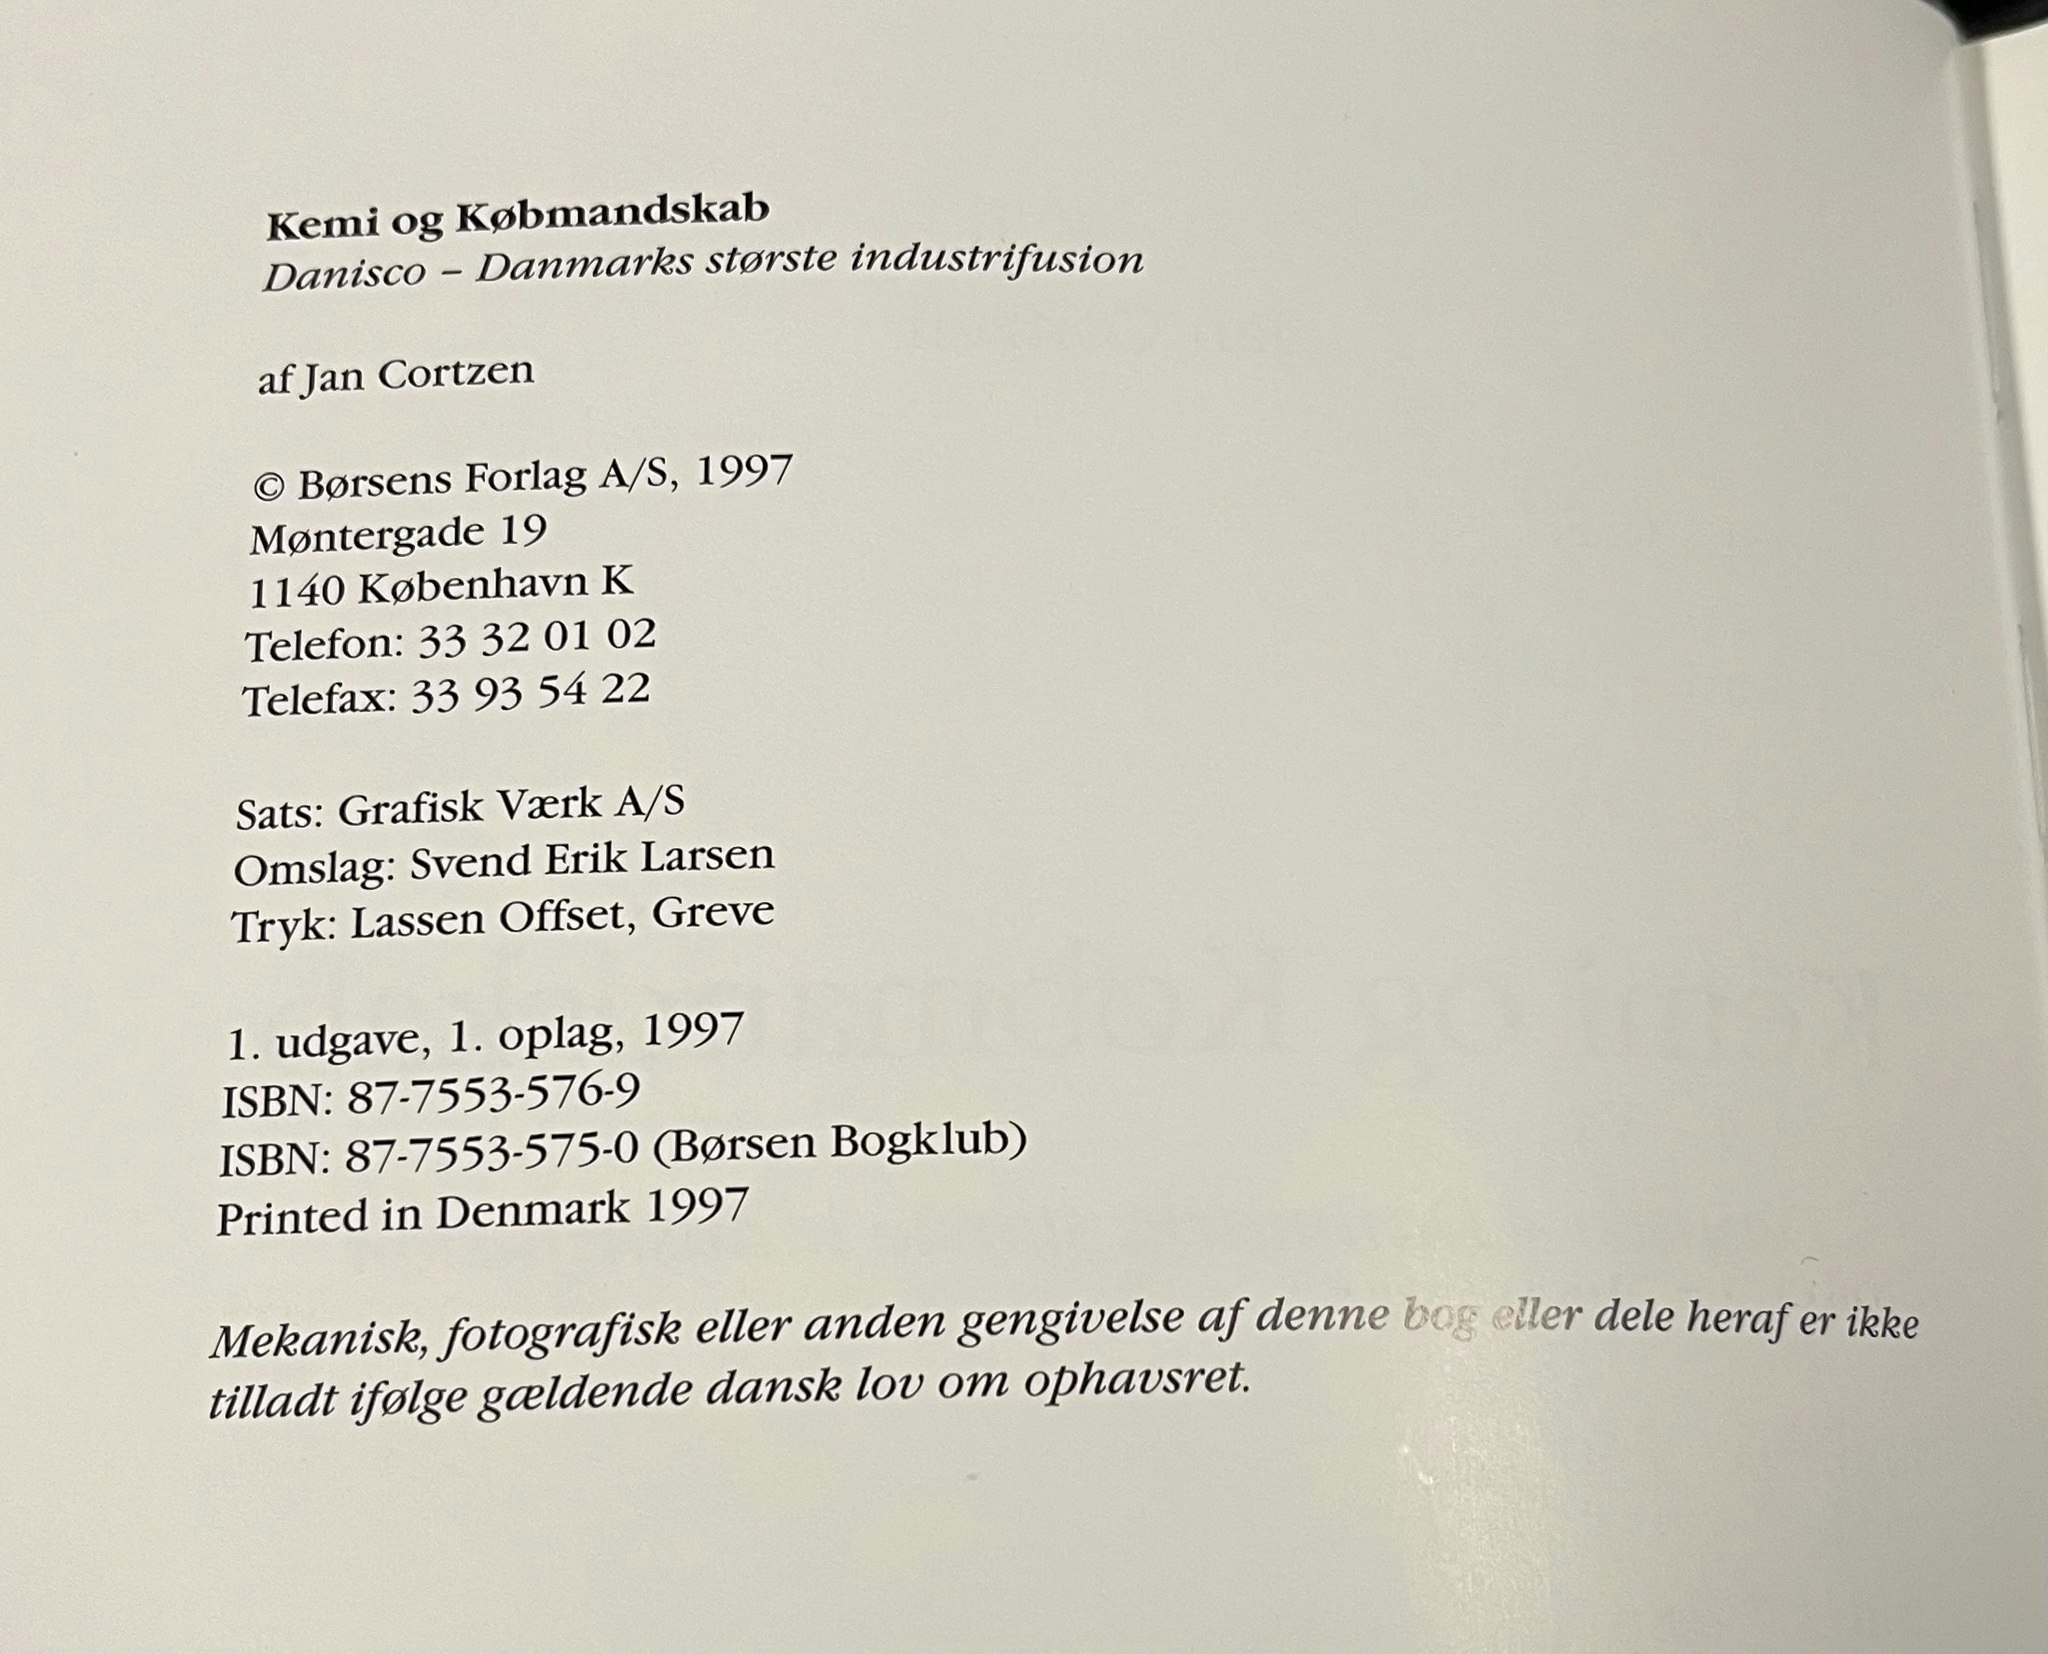 Kemi og Købmandskab
Danisco – Danmarks største industrifusion
af Jan Cortzen
© Børsens Forlag A/S, 1997
Møntergade 19
1140 København K
Telefon: 33 32 01 02
Telefax: 33 93 54 22
Sats: Grafisk Værk A/S
Omslag: Svend Erik Larsen
Tryk: Lassen Offset, Greve
1. udgave, 1. oplag, 1997
ISBN: 87-7553-576-9
ISBN: 87-7553-575-0 (Børsen Bogklub)
Printed in Denmark 1997
Mekanisk, fotografisk eller anden gengivelse af denne bog eller dele heraf er ikke
tilladt ifølge gældende dansk lov om ophavsret.